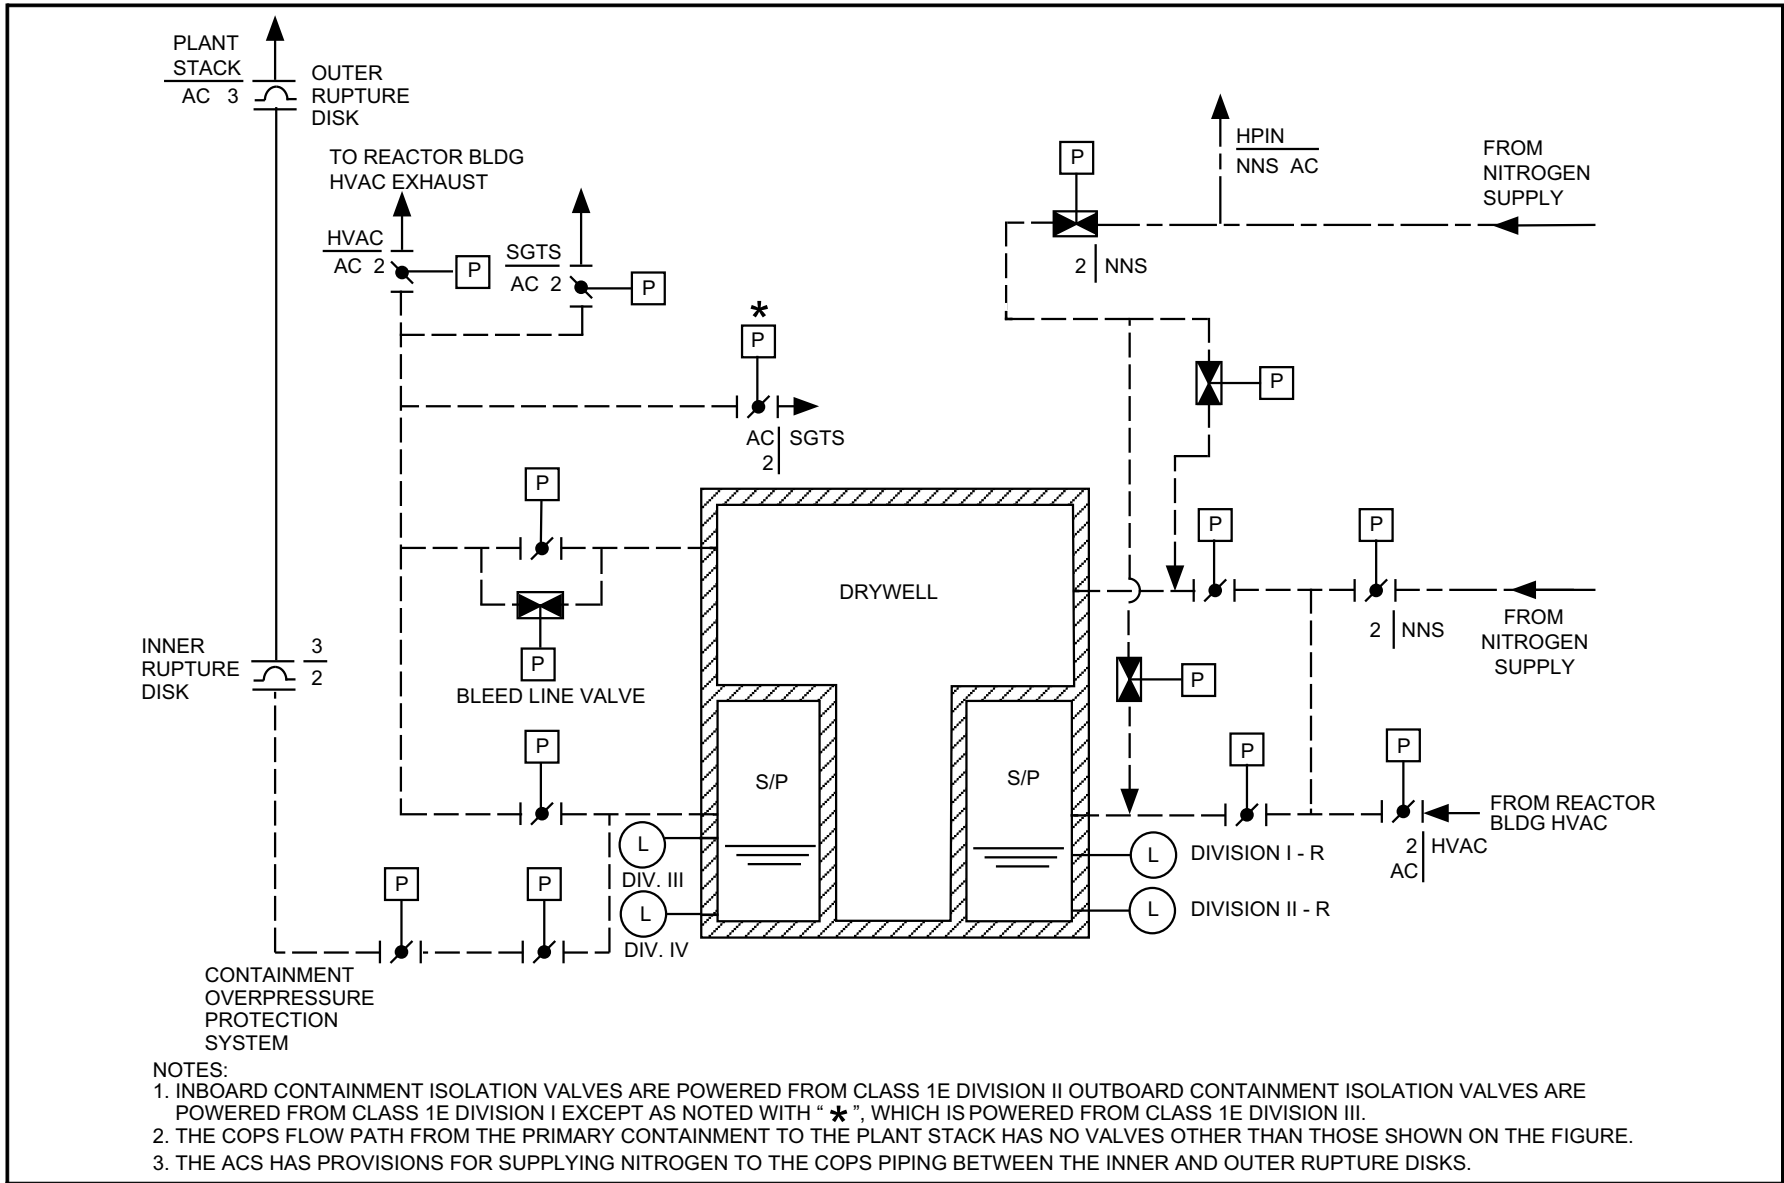 PLANT
STACK
AC 3
OUTER
RUPTURE
DISK
TO REACTOR BLDG
HVAC EXHAUST
HVAC
AC 2
P
SGTS
AC 2
P
*
P
AC | SGTS
2
P
HPIN
NNS AC
FROM
NITROGEN
SUPPLY
2 | NNS
P
P
P
BLEED LINE VALVE
INNER
RUPTURE
DISK
3
2
DRYWELL
P
P
2 | NNS
FROM
NITROGEN
SUPPLY
P
P
S/P
S/P
P
P
FROM REACTOR
BLDG HVAC
2 | HVAC
AC
L
DIV. III
L
DIV. IV
L
DIVISION I - R
L
DIVISION II - R
P
P
CONTAINMENT
OVERPRESSURE
PROTECTION
SYSTEM
NOTES:
1. INBOARD CONTAINMENT ISOLATION VALVES ARE POWERED FROM CLASS 1E DIVISION II OUTBOARD CONTAINMENT ISOLATION VALVES ARE
POWERED FROM CLASS 1E DIVISION I EXCEPT AS NOTED WITH “ * ”, WHICH IS POWERED FROM CLASS 1E DIVISION III.
2. THE COPS FLOW PATH FROM THE PRIMARY CONTAINMENT TO THE PLANT STACK HAS NO VALVES OTHER THAN THOSE SHOWN ON THE FIGURE.
3. THE ACS HAS PROVISIONS FOR SUPPLYING NITROGEN TO THE COPS PIPING BETWEEN THE INNER AND OUTER RUPTURE DISKS.